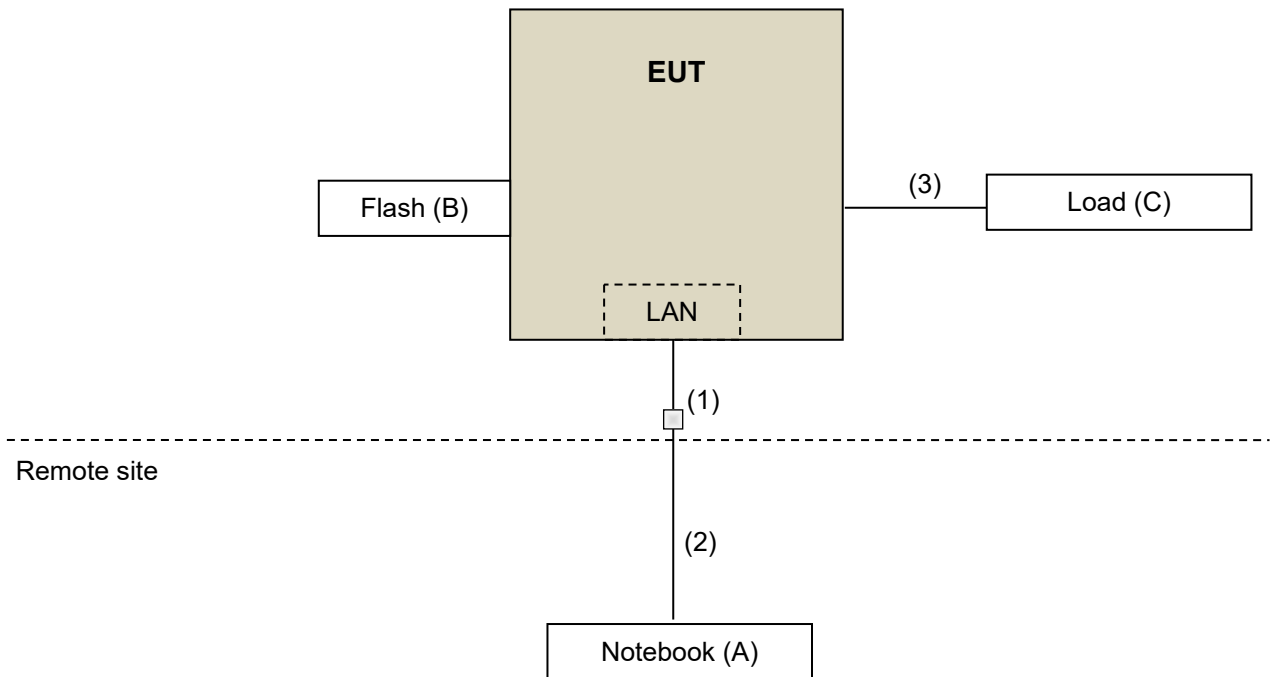 EUT
Flash (B)
(3)
Load (C)
LAN
(1)
Remote site
(2)
Notebook (A)